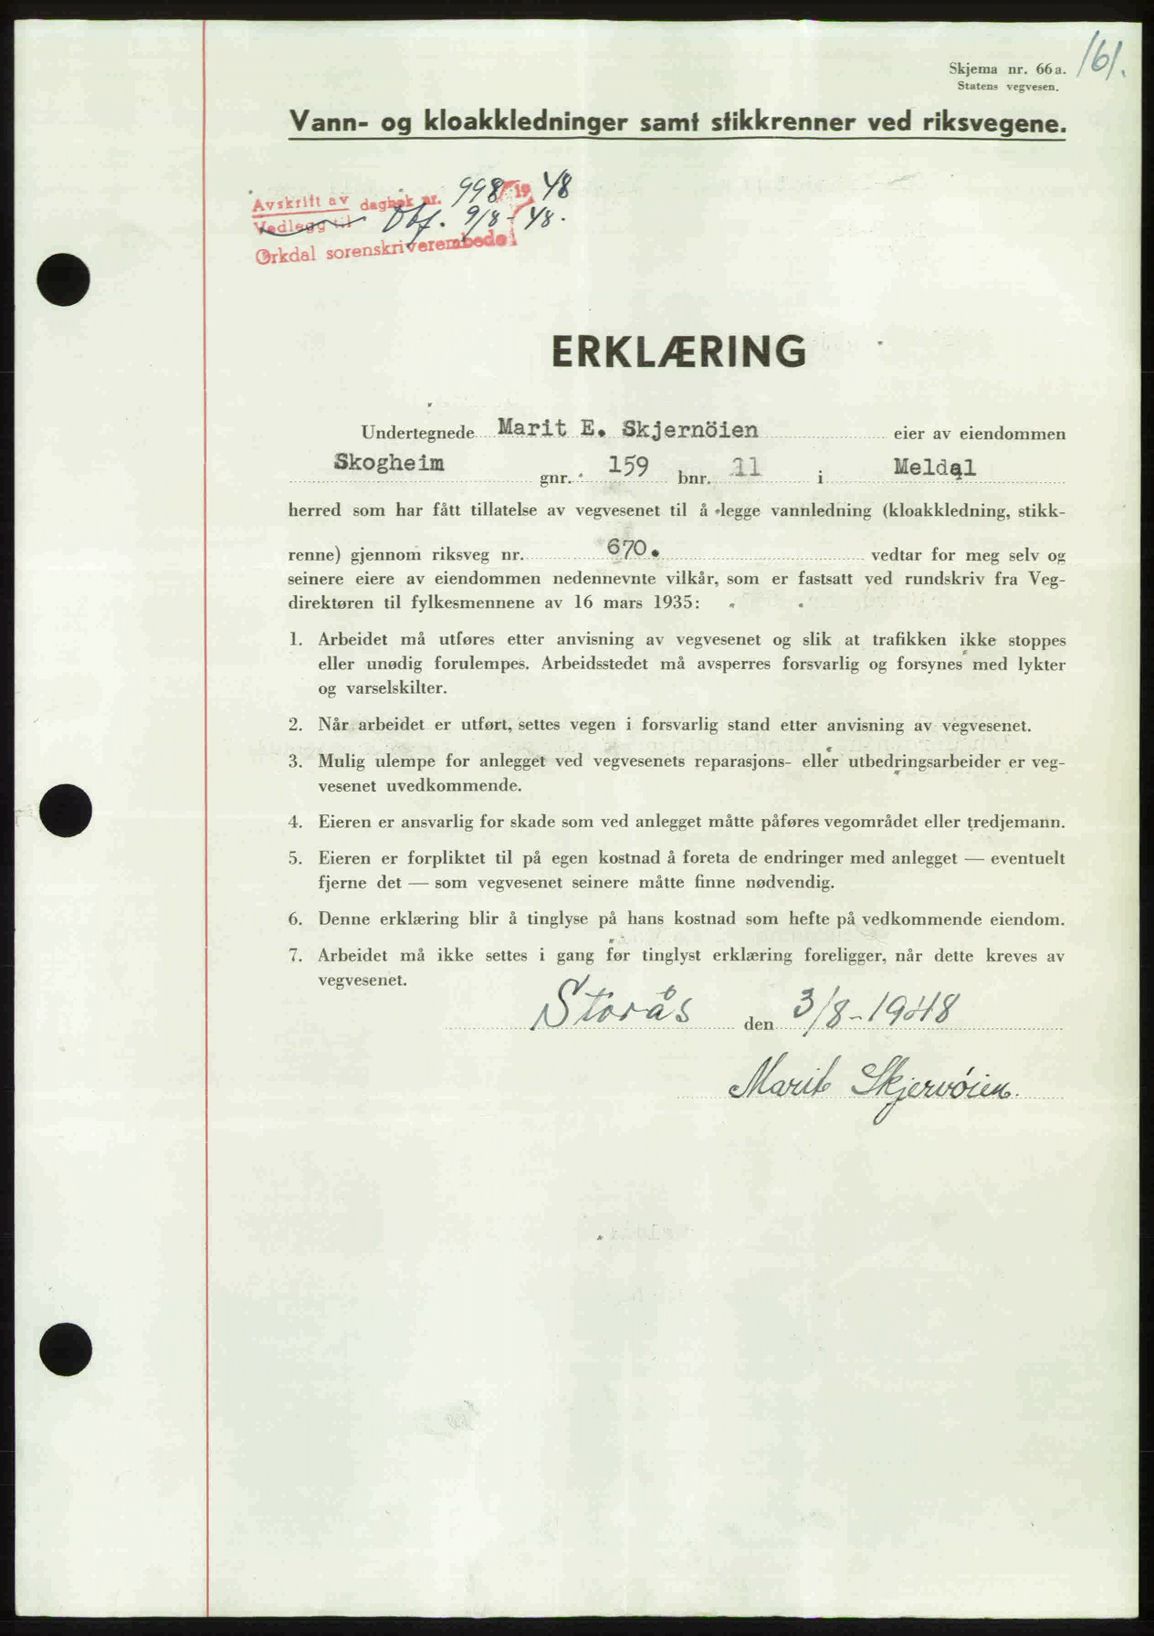 161.
Skjema nr. 66 a.
Statens vegvesen.
Vann- og kloakkledninger samt stikkrenner ved riksvegene.
Avskrift av dagbok nr. 998 19 48
Vedlegg til Dbf. 9/8 - 48.
Orkdal sorenskriverembede
ERKLÆRING
Undertegnede Marit E. Skjernöien eier av eiendommen
Skogheim gnr. 159 bnr. 11 i Meldal
herred som har fått tillatelse av vegvesenet til å legge vannledning (kloakkledning, stikk-
renne) gjennom riksveg nr. 670. vedtar for meg selv og
seinere eiere av eiendommen nedennevnte vilkår, som er fastsatt ved rundskriv fra Veg-
direktøren til fylkesmennene av 16 mars 1935:
1. Arbeidet må utføres etter anvisning av vegvesenet og slik at trafikken ikke stoppes
eller unødig forulempes. Arbeidsstedet må avsperres forsvarlig og forsynes med lykter
og varselskilter.
2. Når arbeidet er utført, settes vegen i forsvarlig stand etter anvisning av vegvesenet.
3. Mulig ulempe for anlegget ved vegvesenets reparasjons- eller utbedringsarbeider er veg-
vesenet uvedkommende.
4. Eieren er ansvarlig for skade som ved anlegget måtte påføres vegområdet eller tredjemann.
5. Eieren er forpliktet til på egen kostnad å foreta de endringer med anlegget — eventuelt
fjerne det — som vegvesenet seinere måtte finne nødvendig.
6. Denne erklæring blir å tinglyse på hans kostnad som hefte på vedkommende eiendom.
7. Arbeidet må ikke settes i gang før tinglyst erklæring foreligger, når dette kreves av
vegvesenet.
Storås den 3/8-1948
Marit Skjervöien.